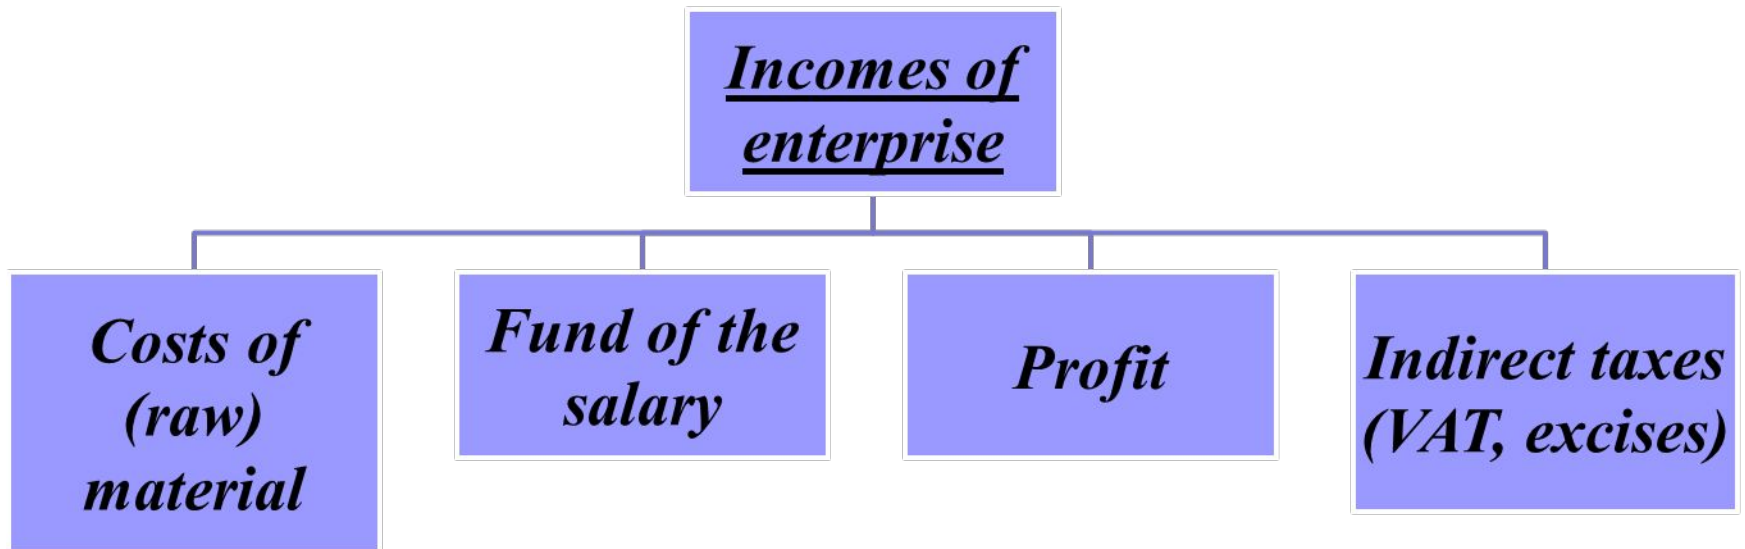 Incomes of
enterprise
Costs of
(raw)
material
Fund of the
salary
Profit
Indirect taxes
(VAT, excises)